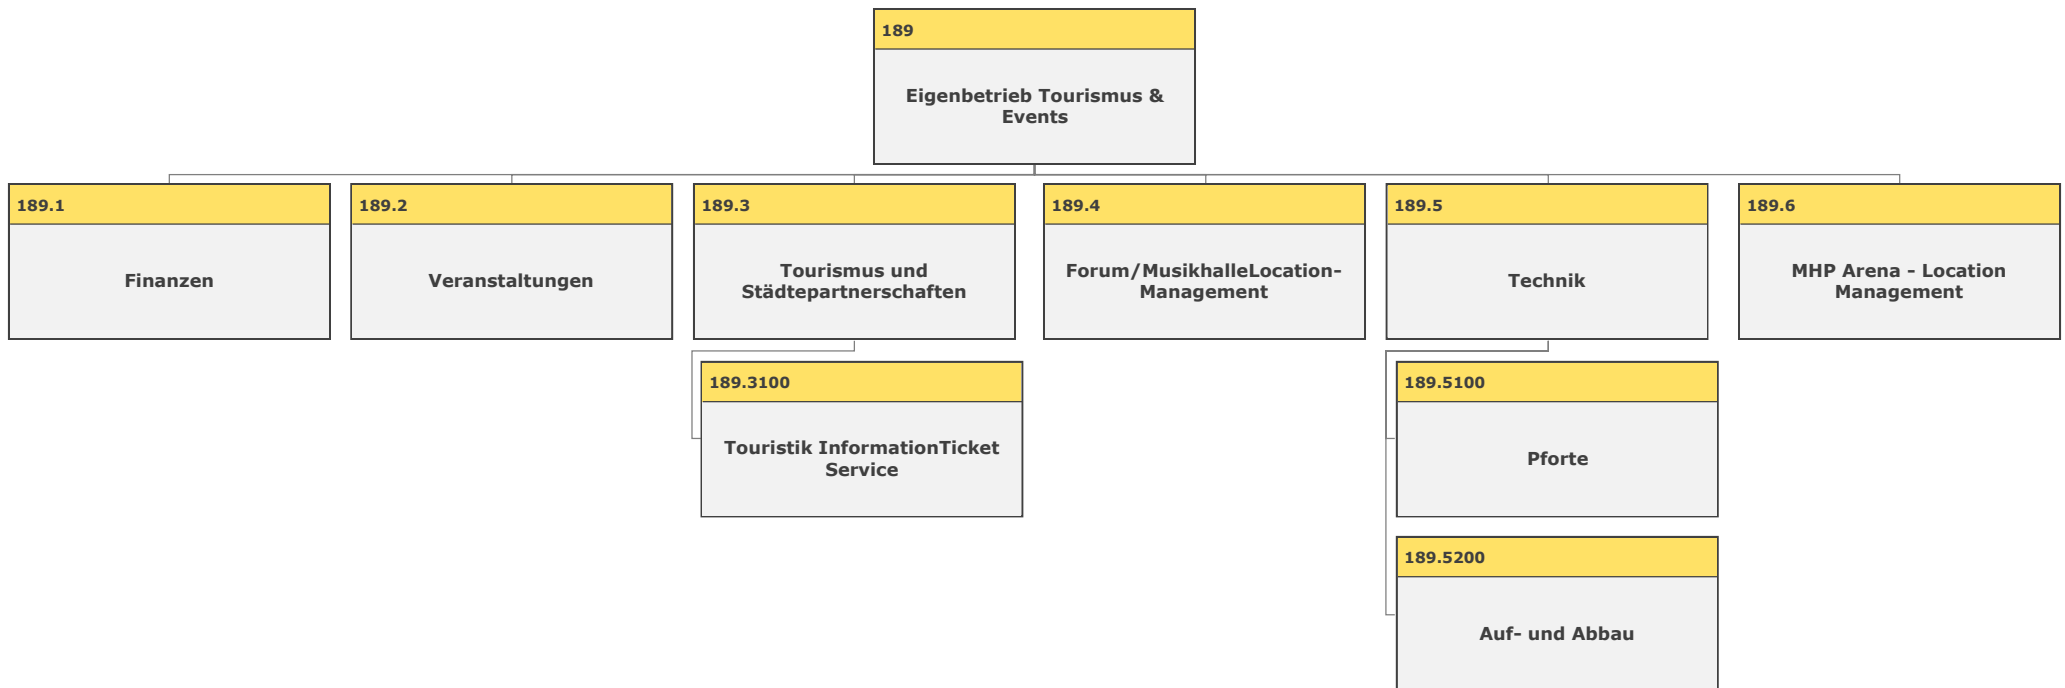 189
Eigenbetrieb Tourismus &
Events
189.1
Finanzen
189.2
Veranstaltungen
189.3
Tourismus und
Städtepartnerschaften
189.4
Forum/MusikhalleLocation-
Management
189.5
Technik
189.6
MHP Arena - Location
Management
189.3100
Touristik InformationTicket
Service
189.5100
Pforte
189.5200
Auf- und Abbau